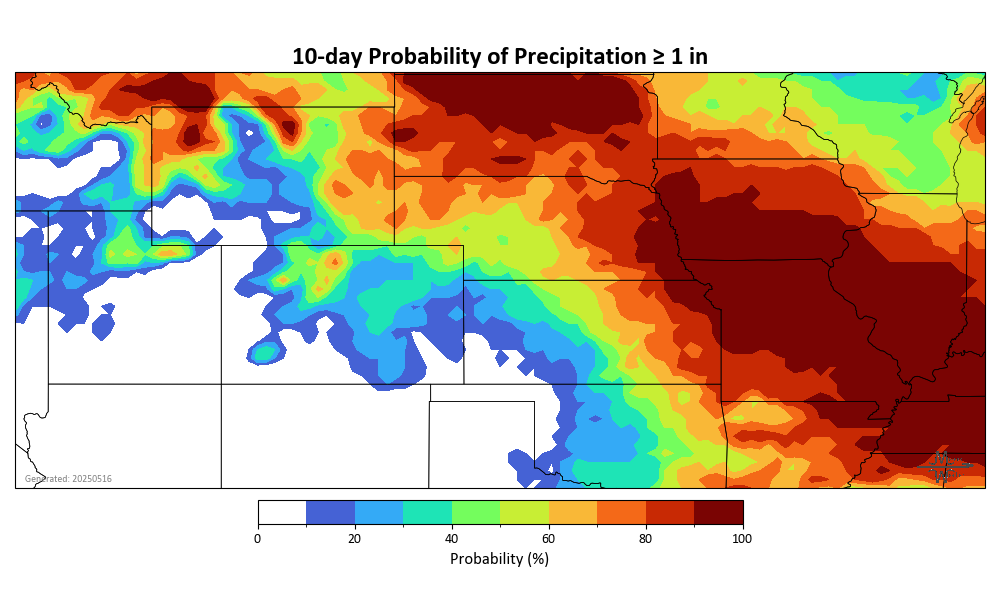 10-day Probability of Precipitation ≥ 1 in
Generated: 20250516
0 20 40 60 80 100
Probability (%)